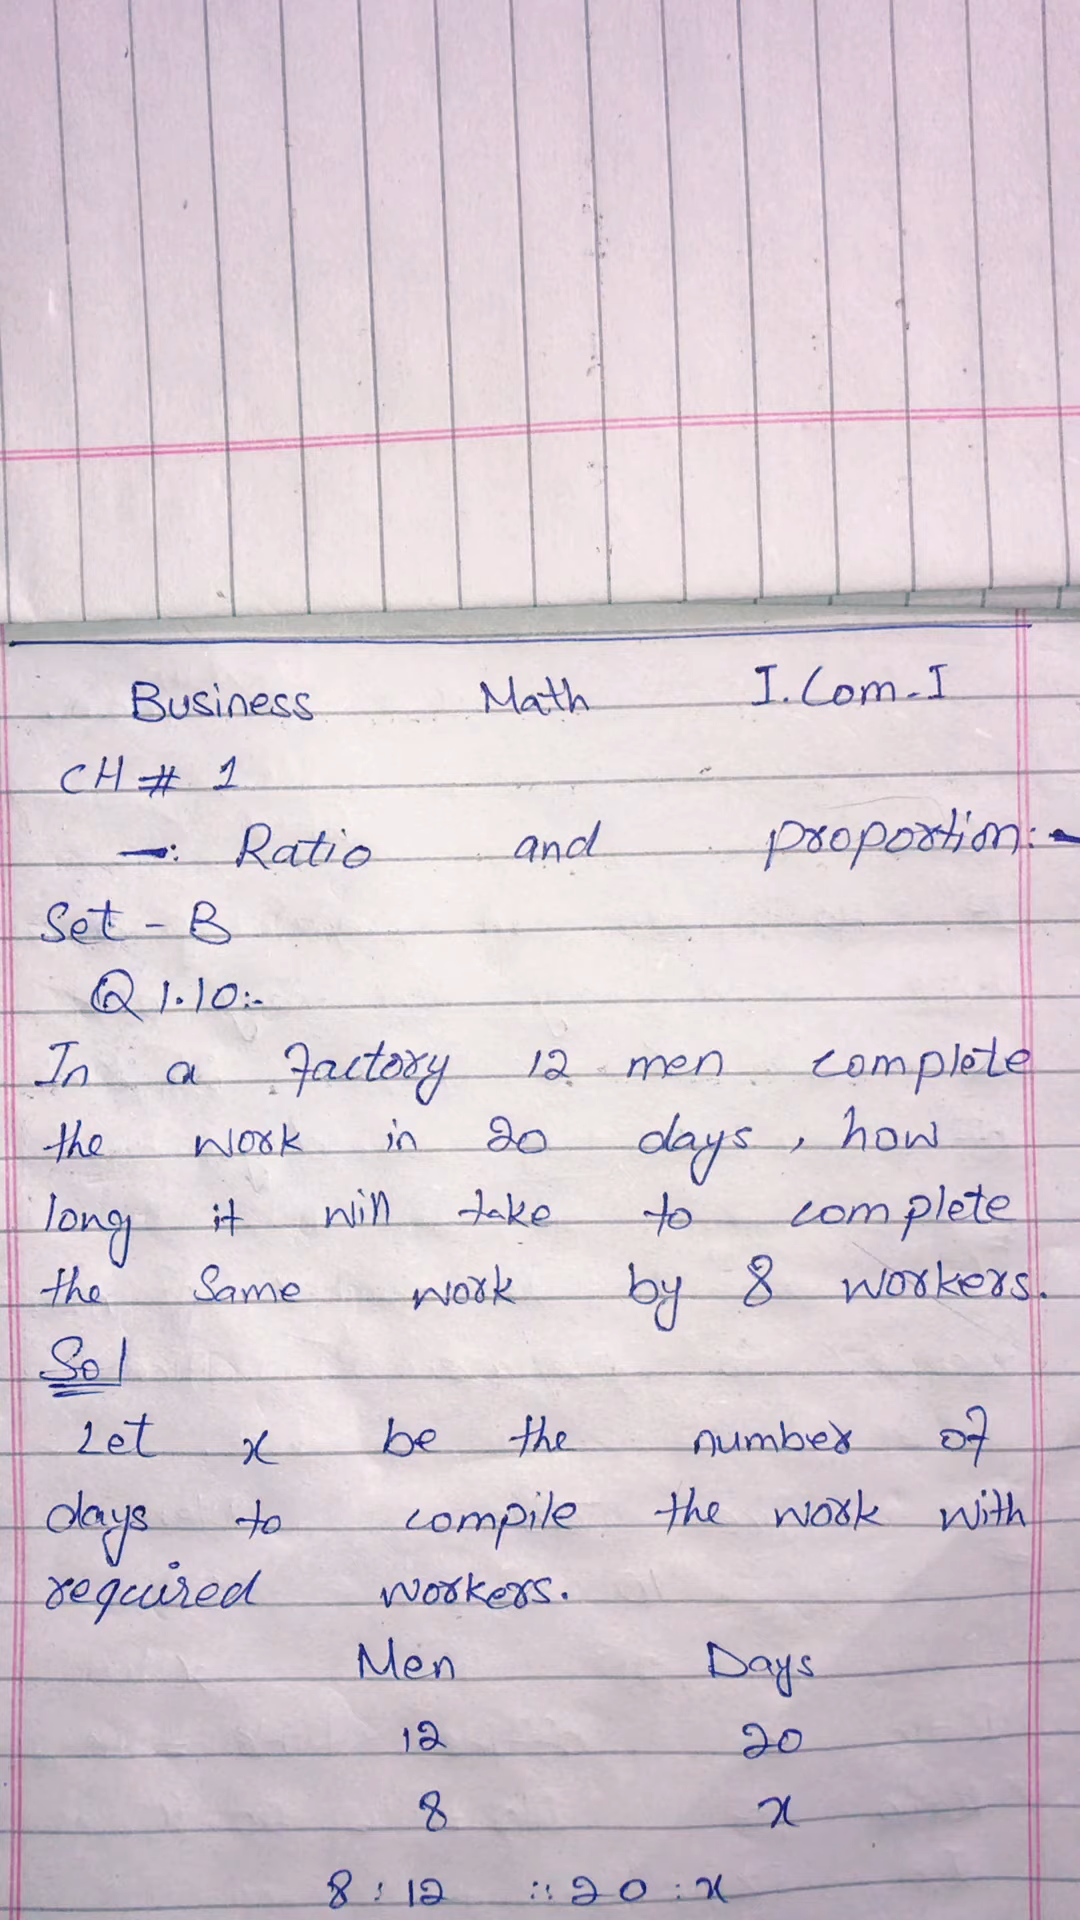 Business Math I.Com-I
CH # 1
-: Ratio and proportion:-
Set - B
Q 1.10:-
In a factory 12 men complete
the work in 20 days, how
long it will take to complete
the same work by 8 workers.
Sol
Let x be the number of
days to compile the work with
required workers.
Men Days
12 20
8 x
8 : 12 :: 20 : x